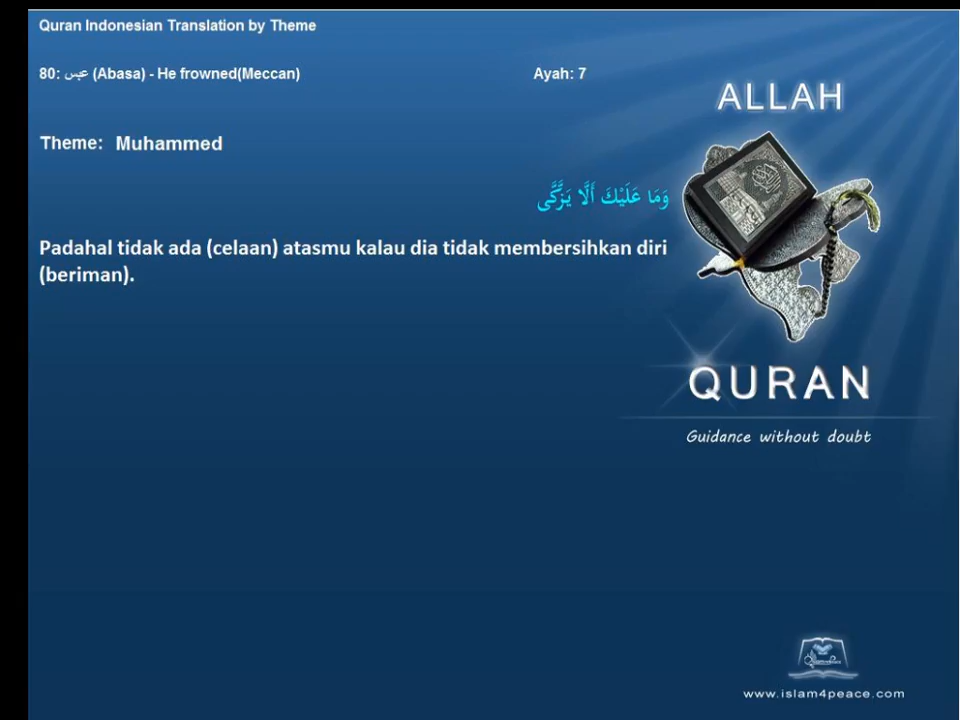 Quran Indonesian Translation by Theme
80: عبس (Abasa) - He frowned(Meccan) Ayah: 7
ALLAH
Theme: Muhammed
وَمَا عَلَيْكَ أَلَّا يَزَّكَّى
Padahal tidak ada (celaan) atasmu kalau dia tidak membersihkan diri
(beriman).
QURAN
Guidance without doubt
www.islam4peace.com